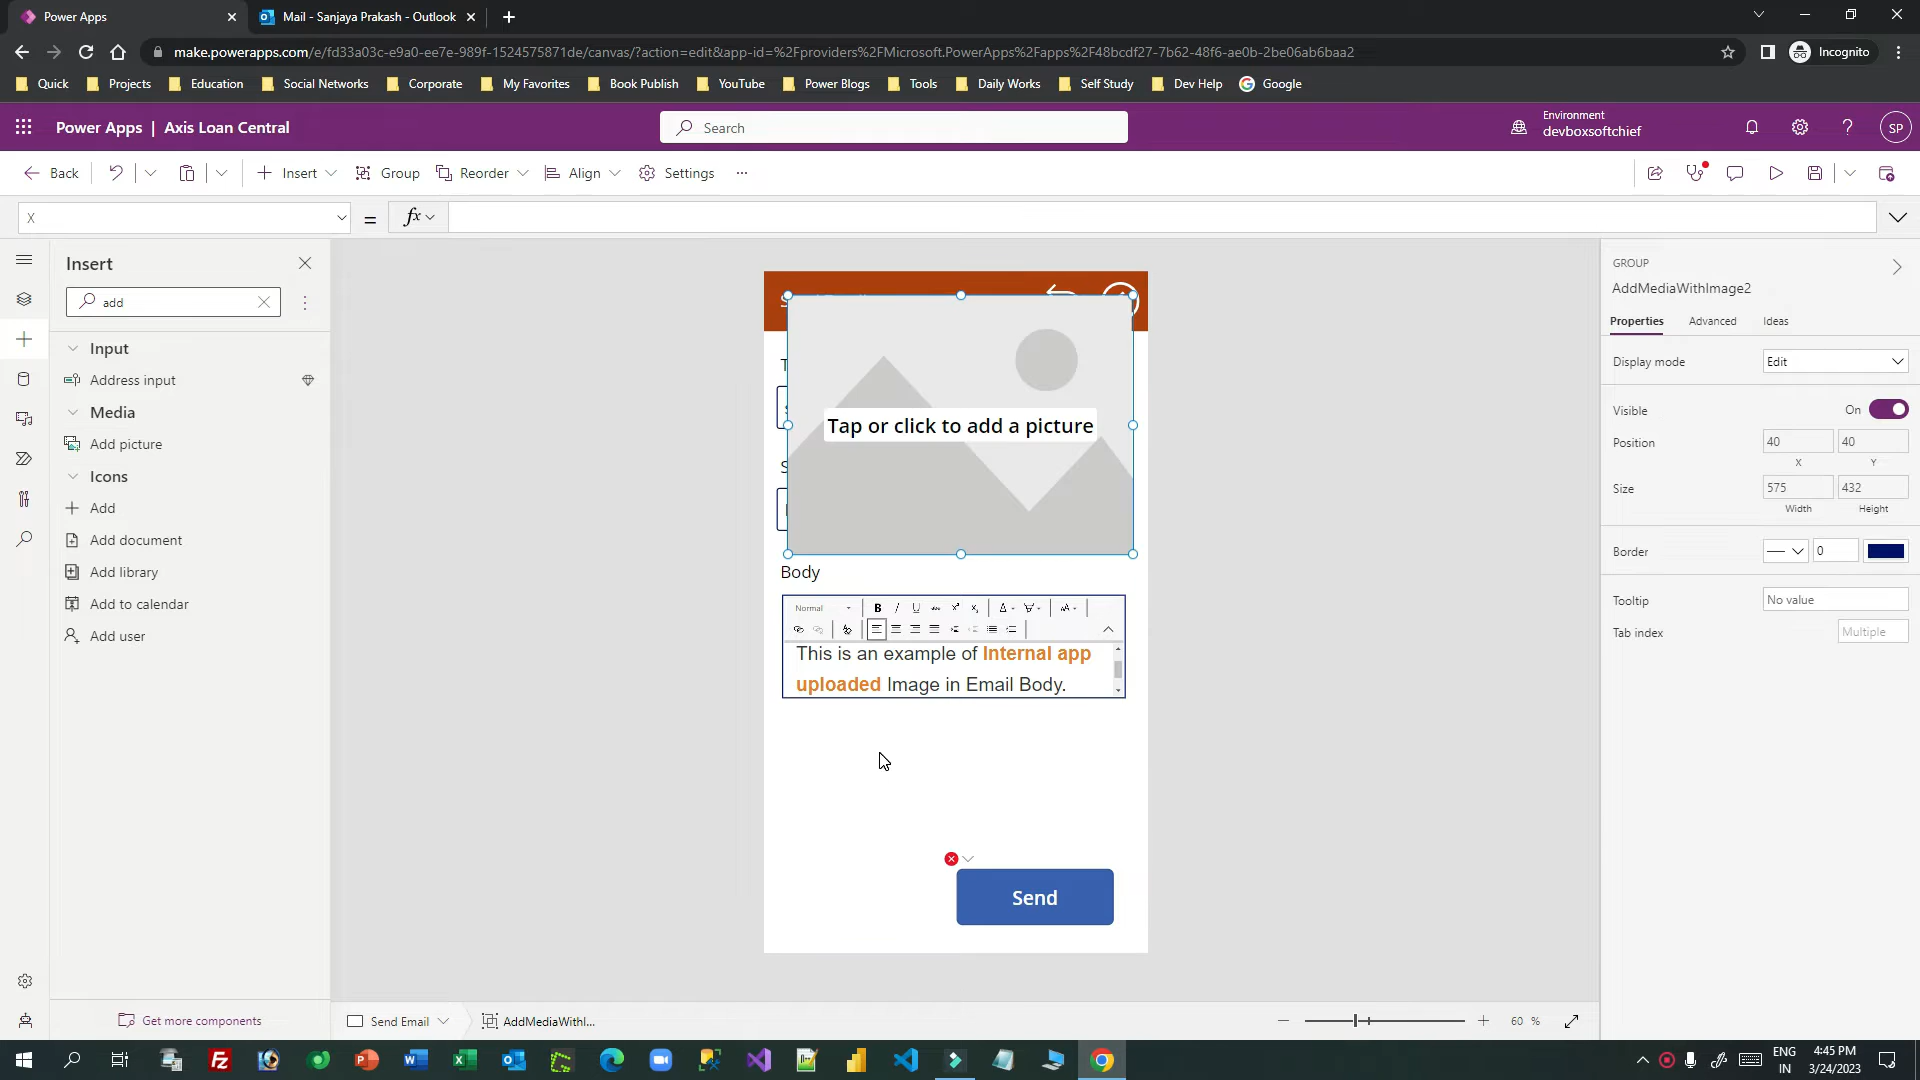 Power Apps
Mail - Sanjaya Prakash - Outlook
make.powerapps.com/e/fd33a03c-e9a0-ee7e-989f-1524575871de/canvas/?action=edit&app-id=%2Fproviders%2FMicrosoft.PowerApps%2Fapps%2F48bcdf27-7b62-48f6-ae0b-2be06ab6baa2
Incognito
Quick Projects Education Social Networks Corporate My Favorites Book Publish YouTube Power Blogs Tools Daily Works Self Study Dev Help Google
Power Apps | Axis Loan Central
Search
Environment
devboxsoftchief
SP
Back
Insert
Group
Reorder
Align
Settings
X
=
fx
Insert
add
Input
Address input
Media
Add picture
Icons
Add
Add document
Add library
Add to calendar
Add user
Get more components
Tap or click to add a picture
Body
Normal
This is an example of Internal app
uploaded Image in Email Body.
Send
Send Email
AddMediaWithI...
60 %
GROUP
AddMediaWithImage2
Properties Advanced Ideas
Display mode Edit
Visible On
Position 40 40
X Y
Size 575 432
Width Height
Border 0
Tooltip No value
Tab index Multiple
ENG
IN
4:45 PM
3/24/2023